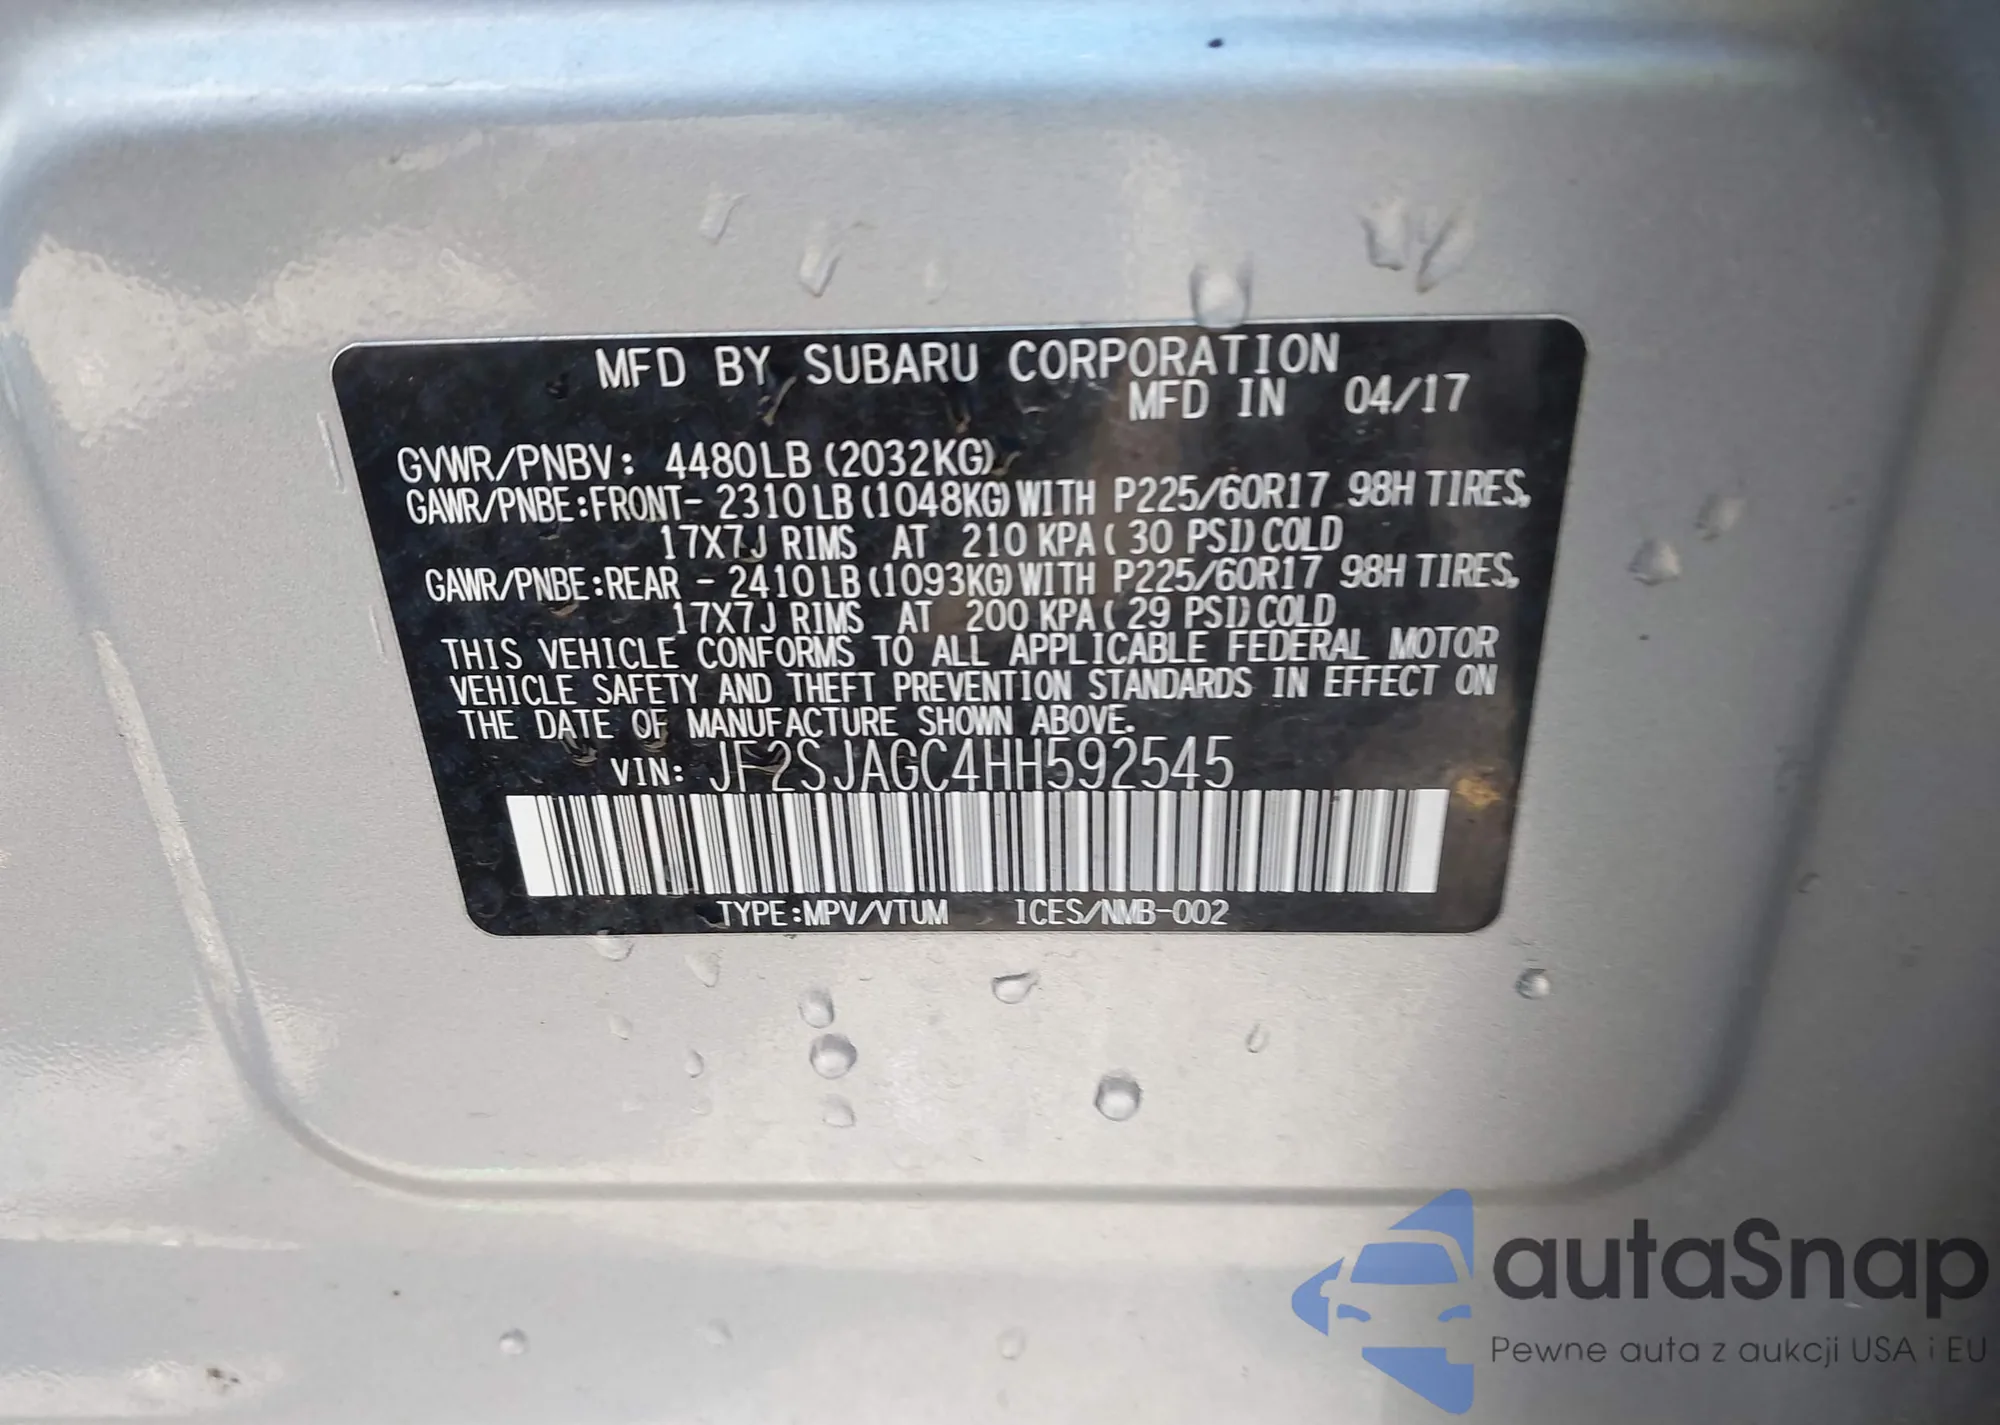 MFD BY SUBARU CORPORATION
MFD IN 04/17
GVWR/PNBV: 4480LB (2032KG)
GAWR/PNBE:FRONT- 2310LB (1048KG) WITH P225/60R17 98H TIRES,
17X7J RIMS AT 210 KPA( 30 PSI) COLD
GAWR/PNBE:REAR - 2410LB (1093KG) WITH P225/60R17 98H TIRES,
17X7J RIMS AT 200 KPA( 29 PSI) COLD
THIS VEHICLE CONFORMS TO ALL APPLICABLE FEDERAL MOTOR
VEHICLE SAFETY AND THEFT PREVENTION STANDARDS IN EFFECT ON
THE DATE OF MANUFACTURE SHOWN ABOVE.
VIN: JF2SJAGC4HH592545
TYPE:MPV/VTUM ICES/NMB-002
autaSnap
Pewne auta z aukcji USA i EU